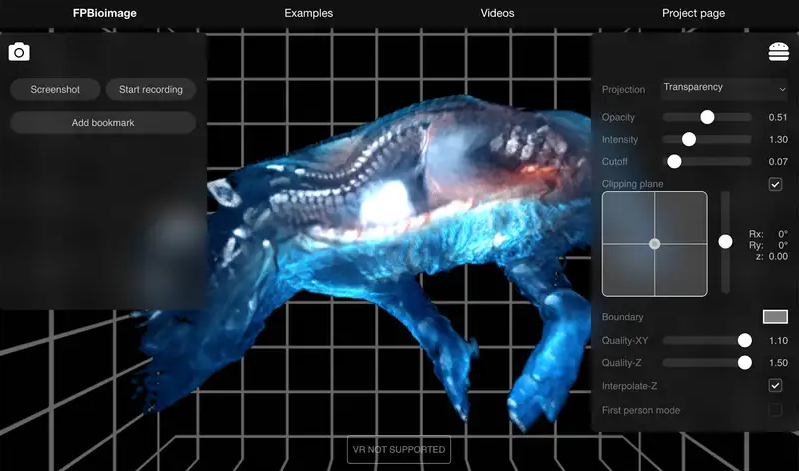 FPBioimage
Examples
Videos
Project page
Screenshot
Start recording
Add bookmark
Projection
Transparency
Opacity
0.51
Intensity
1.30
Cutoff
0.07
Clipping plane
Rx: 0°
Ry: 0°
z: 0.00
Boundary
Quality-XY
1.10
Quality-Z
1.50
Interpolate-Z
First person mode
VR NOT SUPPORTED